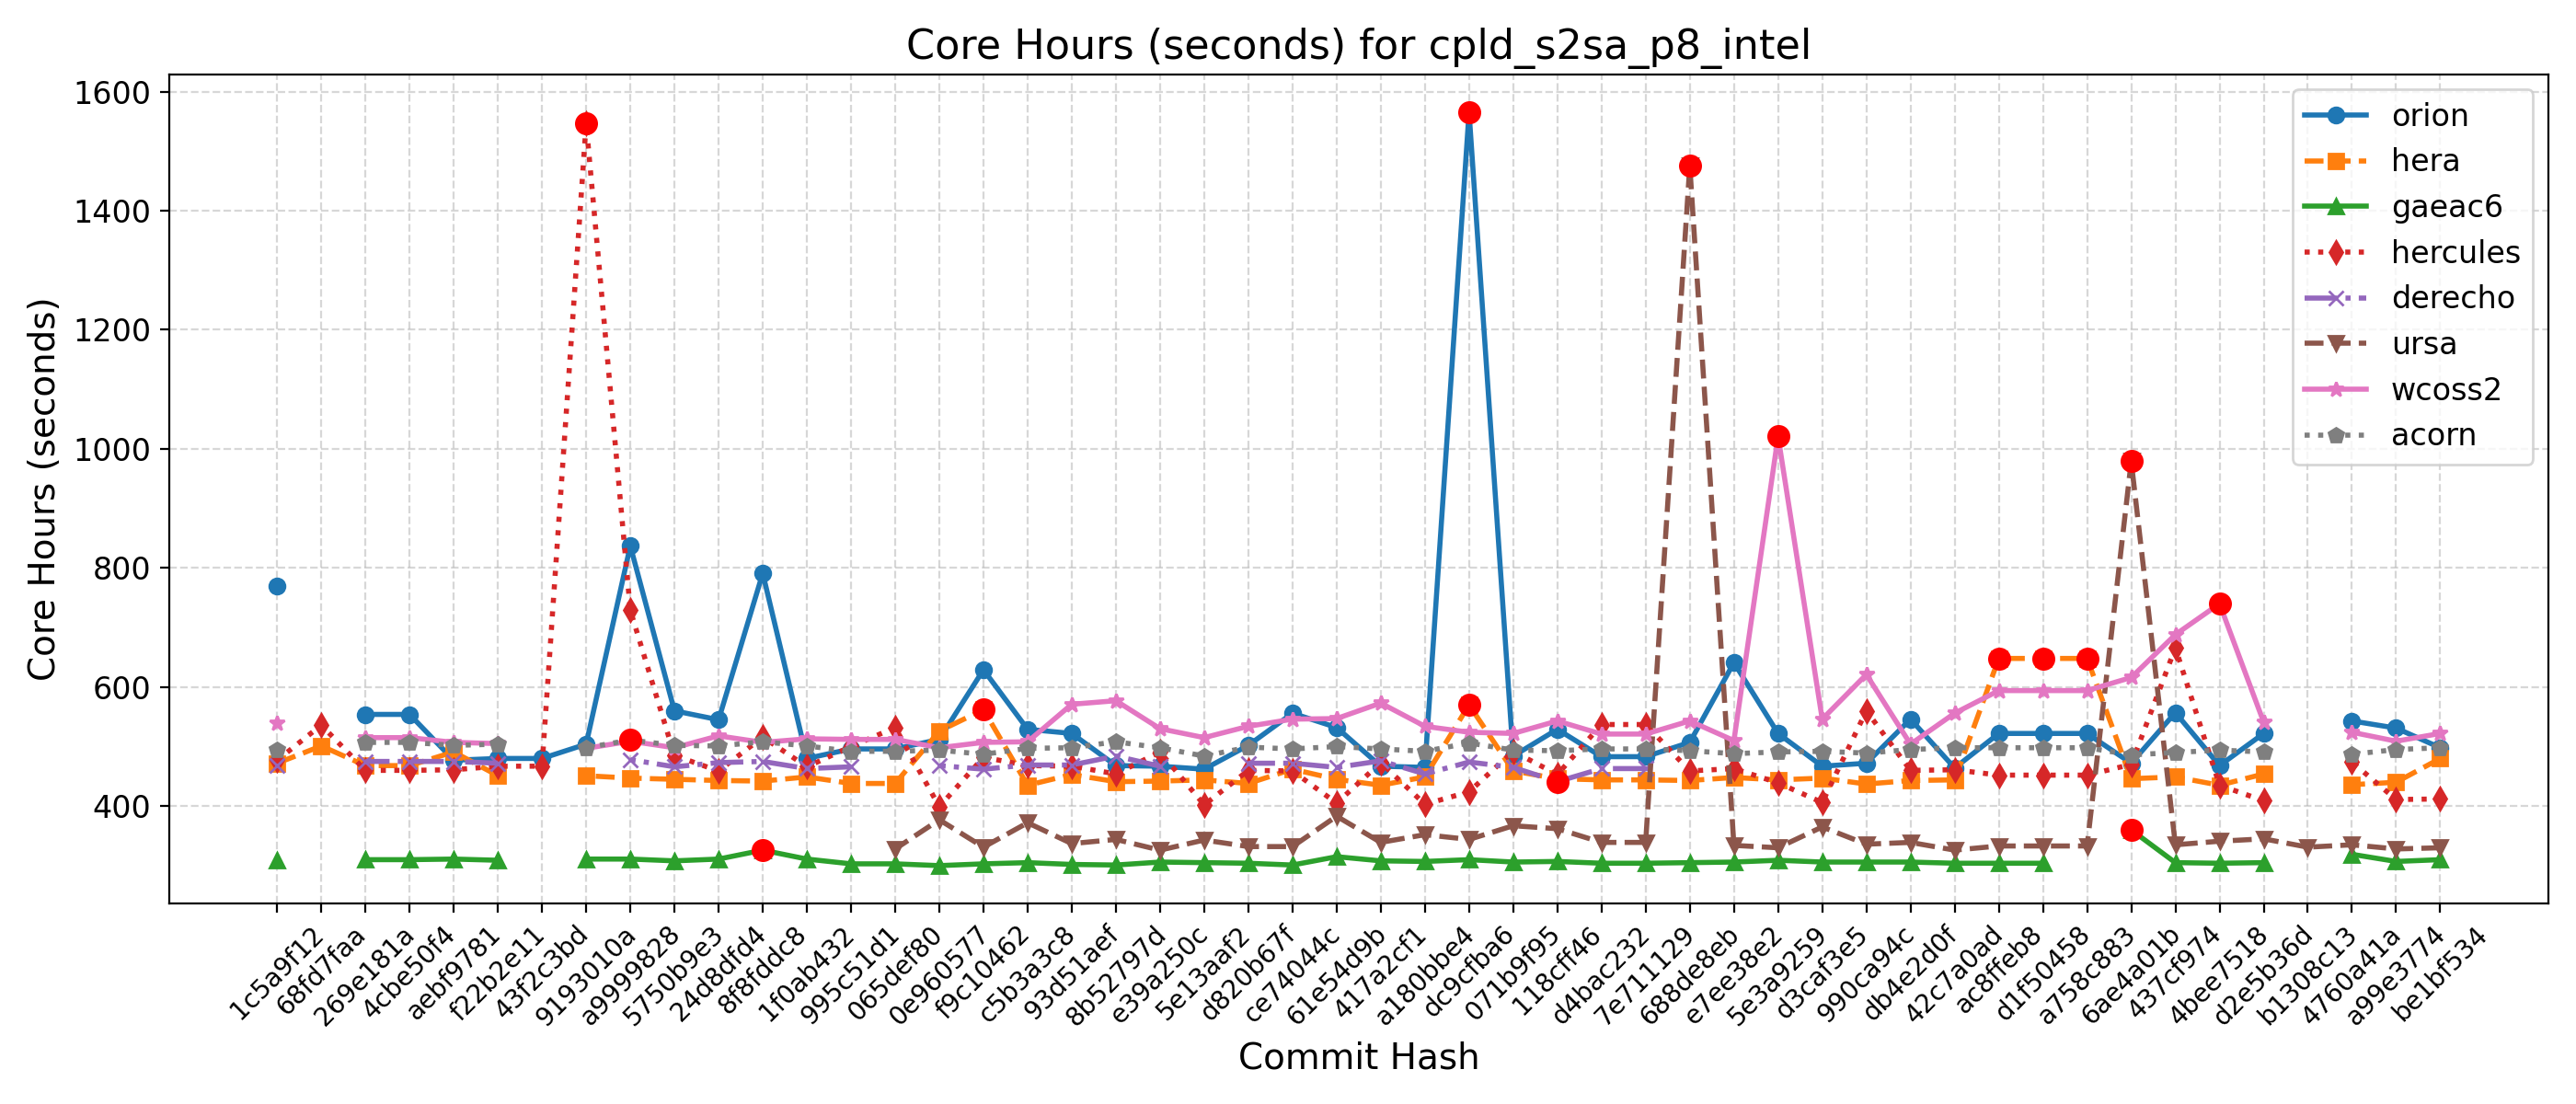 Core Hours (seconds) for cpld_s2sa_p8_intel
Core Hours (seconds)
1600
1400
1200
1000
800
600
400
orion
hera
gaeac6
hercules
derecho
ursa
wcoss2
acorn
1c5a9f12
68fd7faa
269e181a
4cbe50f4
aebf9781
f22b2e11
43f2c3bd
9193010a
a9999828
5750b9e3
24d8dfd4
8f8fddc8
1f0ab432
995c51d1
065def80
0e960577
f9c10462
c5b3a3c8
93d51aef
8b52797d
e39a250c
5e13aaf2
d820b67f
ce74044c
61e54d9b
417a2cf1
a180bbe4
dc9cfba6
071b9f95
118cff46
d4bac232
7e711129
688de8eb
e7ee38e2
5e3a9259
d3caf3e5
990ca94c
db4e2d0f
42c7a0ad
ac8ffeb8
d1f50458
a758c883
6ae4a01b
437cf974
4bee7518
d2e5b36d
b1308c13
4760a41a
a99e3774
be1bf534
Commit Hash